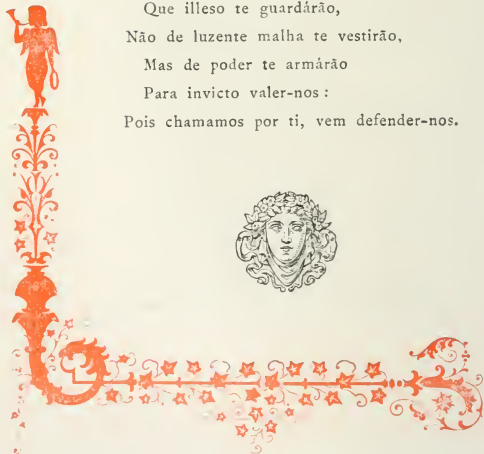 Que illeso te guardárão,
Não de luzente malha te vestirão,
Mas de poder te armárão
Para invicto valer-nos :
Pois chamamos por ti, vem defender-nos.